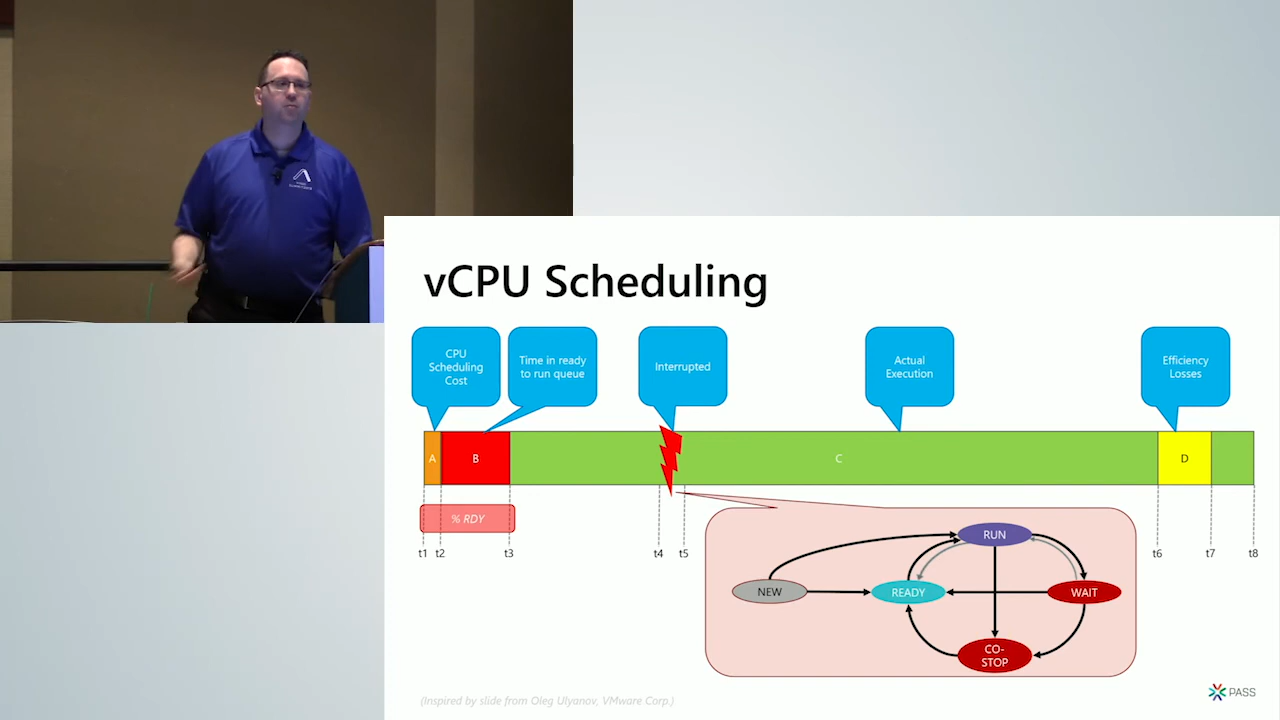 vCPU Scheduling
CPU
Scheduling
Cost
Time in ready
to run queue
Interrupted
Actual
Execution
Efficiency
Losses
A
B
C
D
% RDY
t1
t2
t3
t4
t5
t6
t7
t8
RUN
NEW
READY
WAIT
CO-
STOP
(Inspired by slide from Oleg Ulyanov, VMware Corp.)
PASS